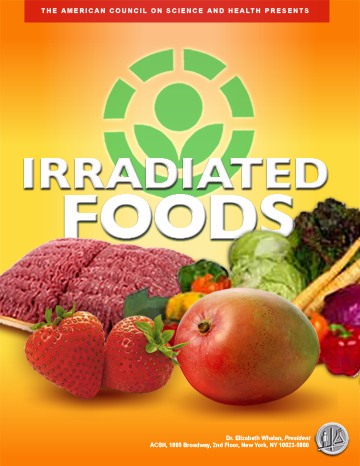 THE AMERICAN COUNCIL ON SCIENCE AND HEALTH PRESENTS
IRRADIATED
FOODS
Dr. Elizabeth Whelan, President
ACSH, 1995 Broadway, 2nd Floor, New York, NY 10023-5860